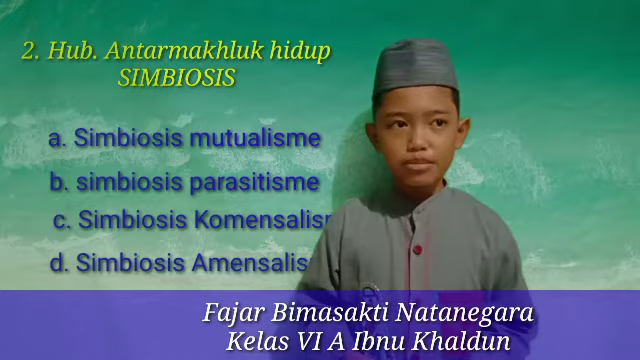 2. Hub. Antarmakhluk hidup
SIMBIOSIS
a. Simbiosis mutualisme
b. simbiosis parasitisme
c. Simbiosis Komensalis
d. Simbiosis Amensalis
Fajar Bimasakti Natanegara
Kelas VI A Ibnu Khaldun